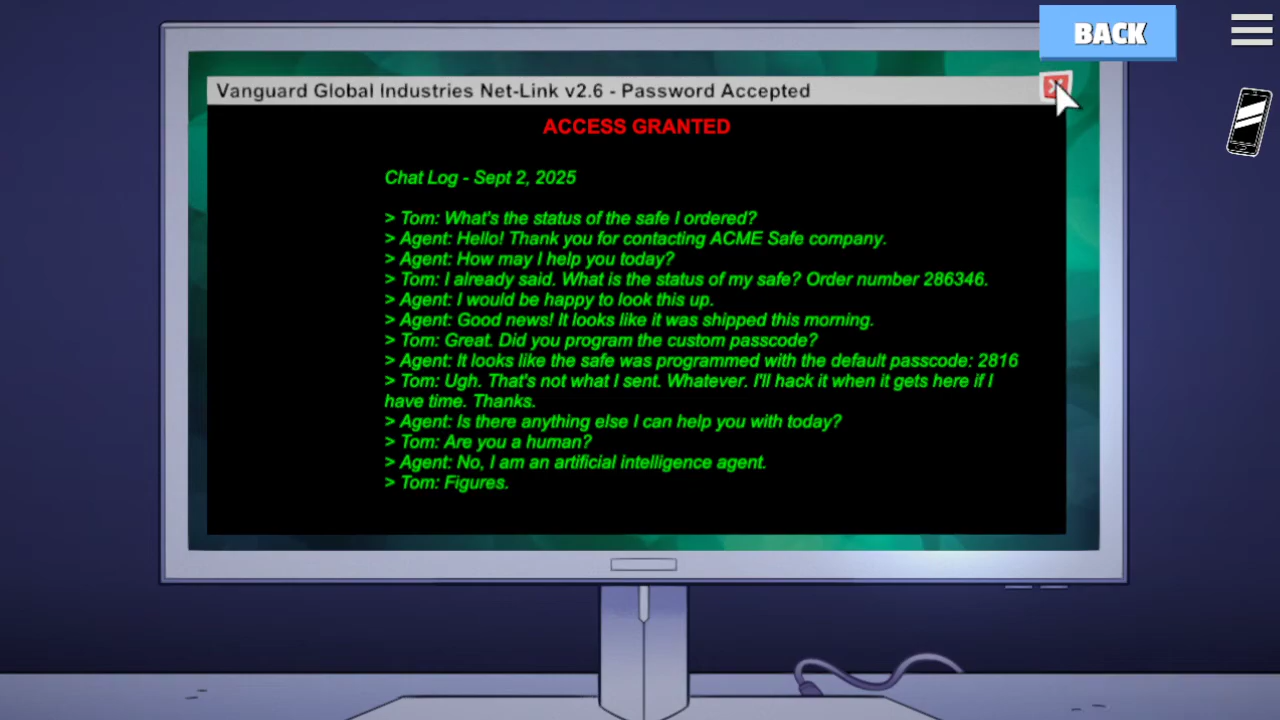 BACK
Vanguard Global Industries Net-Link v2.6 - Password Accepted
ACCESS GRANTED
Chat Log - Sept 2, 2025
> Tom: What's the status of the safe I ordered?
> Agent: Hello! Thank you for contacting ACME Safe company.
> Agent: How may I help you today?
> Tom: I already said. What is the status of my safe? Order number 286346.
> Agent: I would be happy to look this up.
> Agent: Good news! It looks like it was shipped this morning.
> Tom: Great. Did you program the custom passcode?
> Agent: It looks like the safe was programmed with the default passcode: 2816
> Tom: Ugh. That's not what I sent. Whatever. I'll hack it when it gets here if I
have time. Thanks.
> Agent: Is there anything else I can help you with today?
> Tom: Are you a human?
> Agent: No, I am an artificial intelligence agent.
> Tom: Figures.